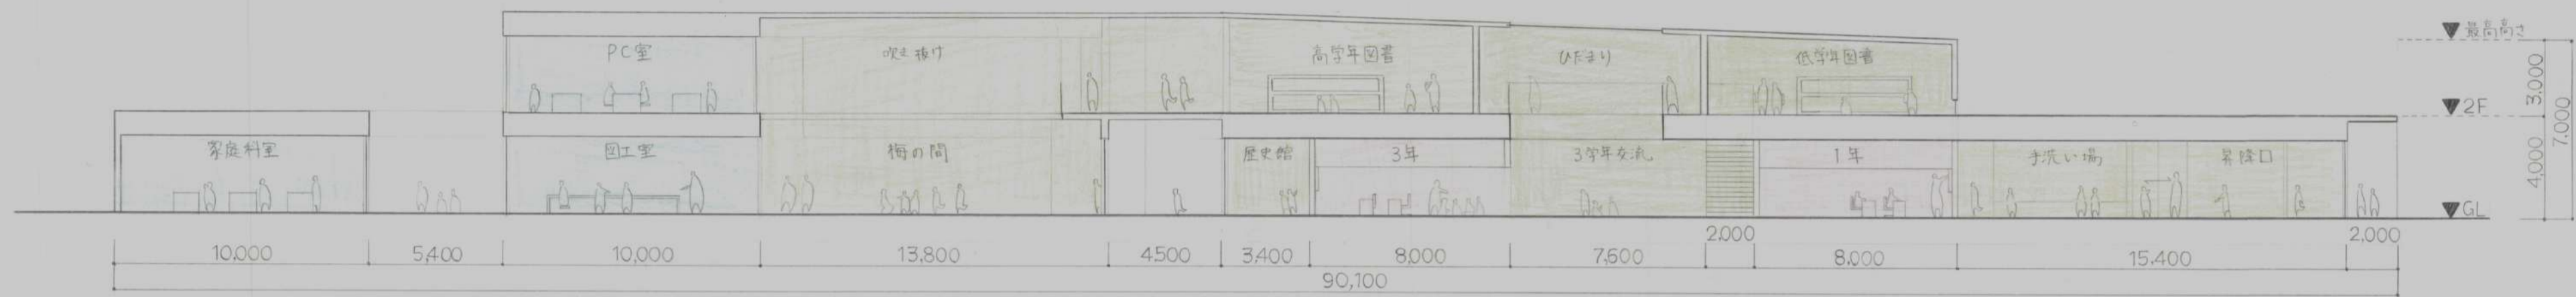 最高高さ
PC室
吹き抜け
高学年図書
ひだまり
低学年図書
3.000
2F
7,000
家庭科室
図工室
梅の間
歴史館
3年
3学年交流
1年
手洗い場
昇降口
4,000
GL
10.000
5,400
10,000
13,800
4,500
3,400
8,000
7,600
2.000
8.000
15.400
2,000
90,100